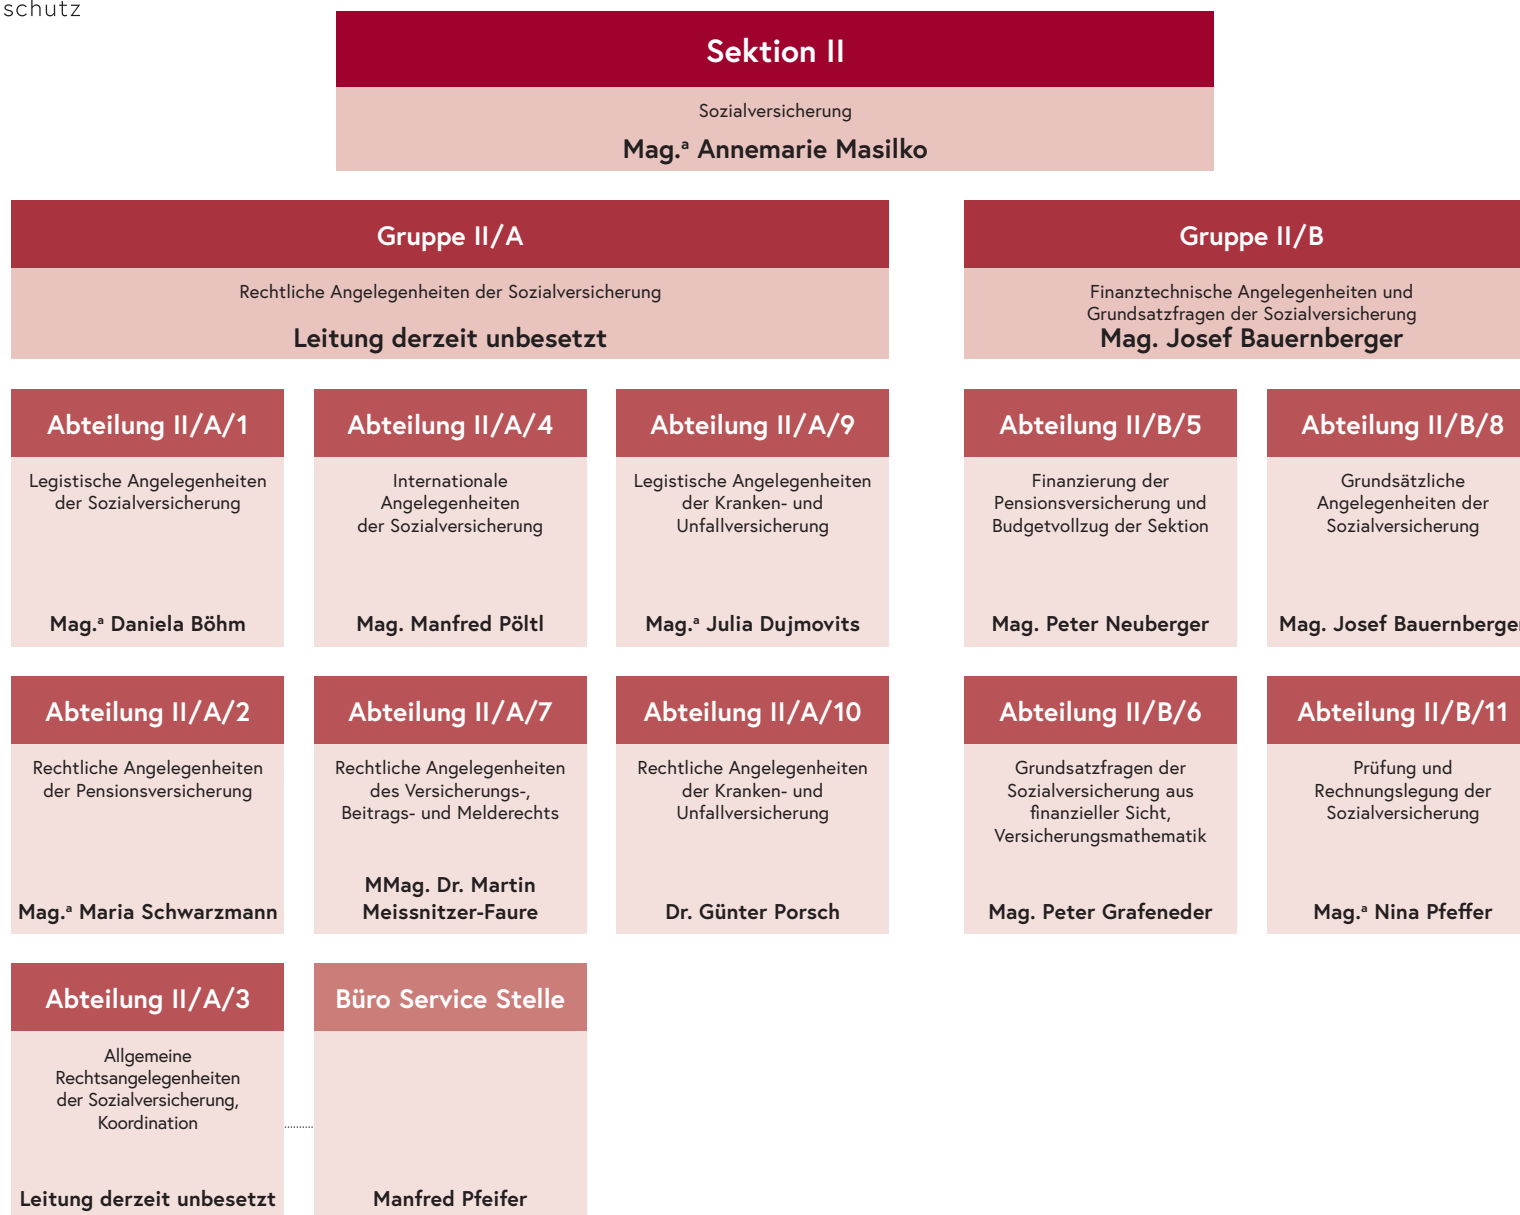 schutz
Sektion II
Sozialversicherung
Mag.ª Annemarie Masilko
Gruppe II/A
Rechtliche Angelegenheiten der Sozialversicherung
Leitung derzeit unbesetzt
Gruppe II/B
Finanztechnische Angelegenheiten und
Grundsatzfragen der Sozialversicherung
Mag. Josef Bauernberger
Abteilung II/A/1
Legistische Angelegenheiten
der Sozialversicherung
Mag.ª Daniela Böhm
Abteilung II/A/4
Internationale
Angelegenheiten
der Sozialversicherung
Mag. Manfred Pöltl
Abteilung II/A/9
Legistische Angelegenheiten
der Kranken- und
Unfallversicherung
Mag.ª Julia Dujmovits
Abteilung II/B/5
Finanzierung der
Pensionsversicherung und
Budgetvollzug der Sektion
Mag. Peter Neuberger
Abteilung II/B/8
Grundsätzliche
Angelegenheiten der
Sozialversicherung
Mag. Josef Bauernberger
Abteilung II/A/2
Rechtliche Angelegenheiten
der Pensionsversicherung
Mag.ª Maria Schwarzmann
Abteilung II/A/7
Rechtliche Angelegenheiten
des Versicherungs-,
Beitrags- und Melderechts
MMag. Dr. Martin
Meissnitzer-Faure
Abteilung II/A/10
Rechtliche Angelegenheiten
der Kranken- und
Unfallversicherung
Dr. Günter Porsch
Abteilung II/B/6
Grundsatzfragen der
Sozialversicherung aus
finanzieller Sicht,
Versicherungsmathematik
Mag. Peter Grafeneder
Abteilung II/B/11
Prüfung und
Rechnungslegung der
Sozialversicherung
Mag.ª Nina Pfeffer
Abteilung II/A/3
Allgemeine
Rechtsangelegenheiten
der Sozialversicherung,
Koordination
Leitung derzeit unbesetzt
Büro Service Stelle
Manfred Pfeifer